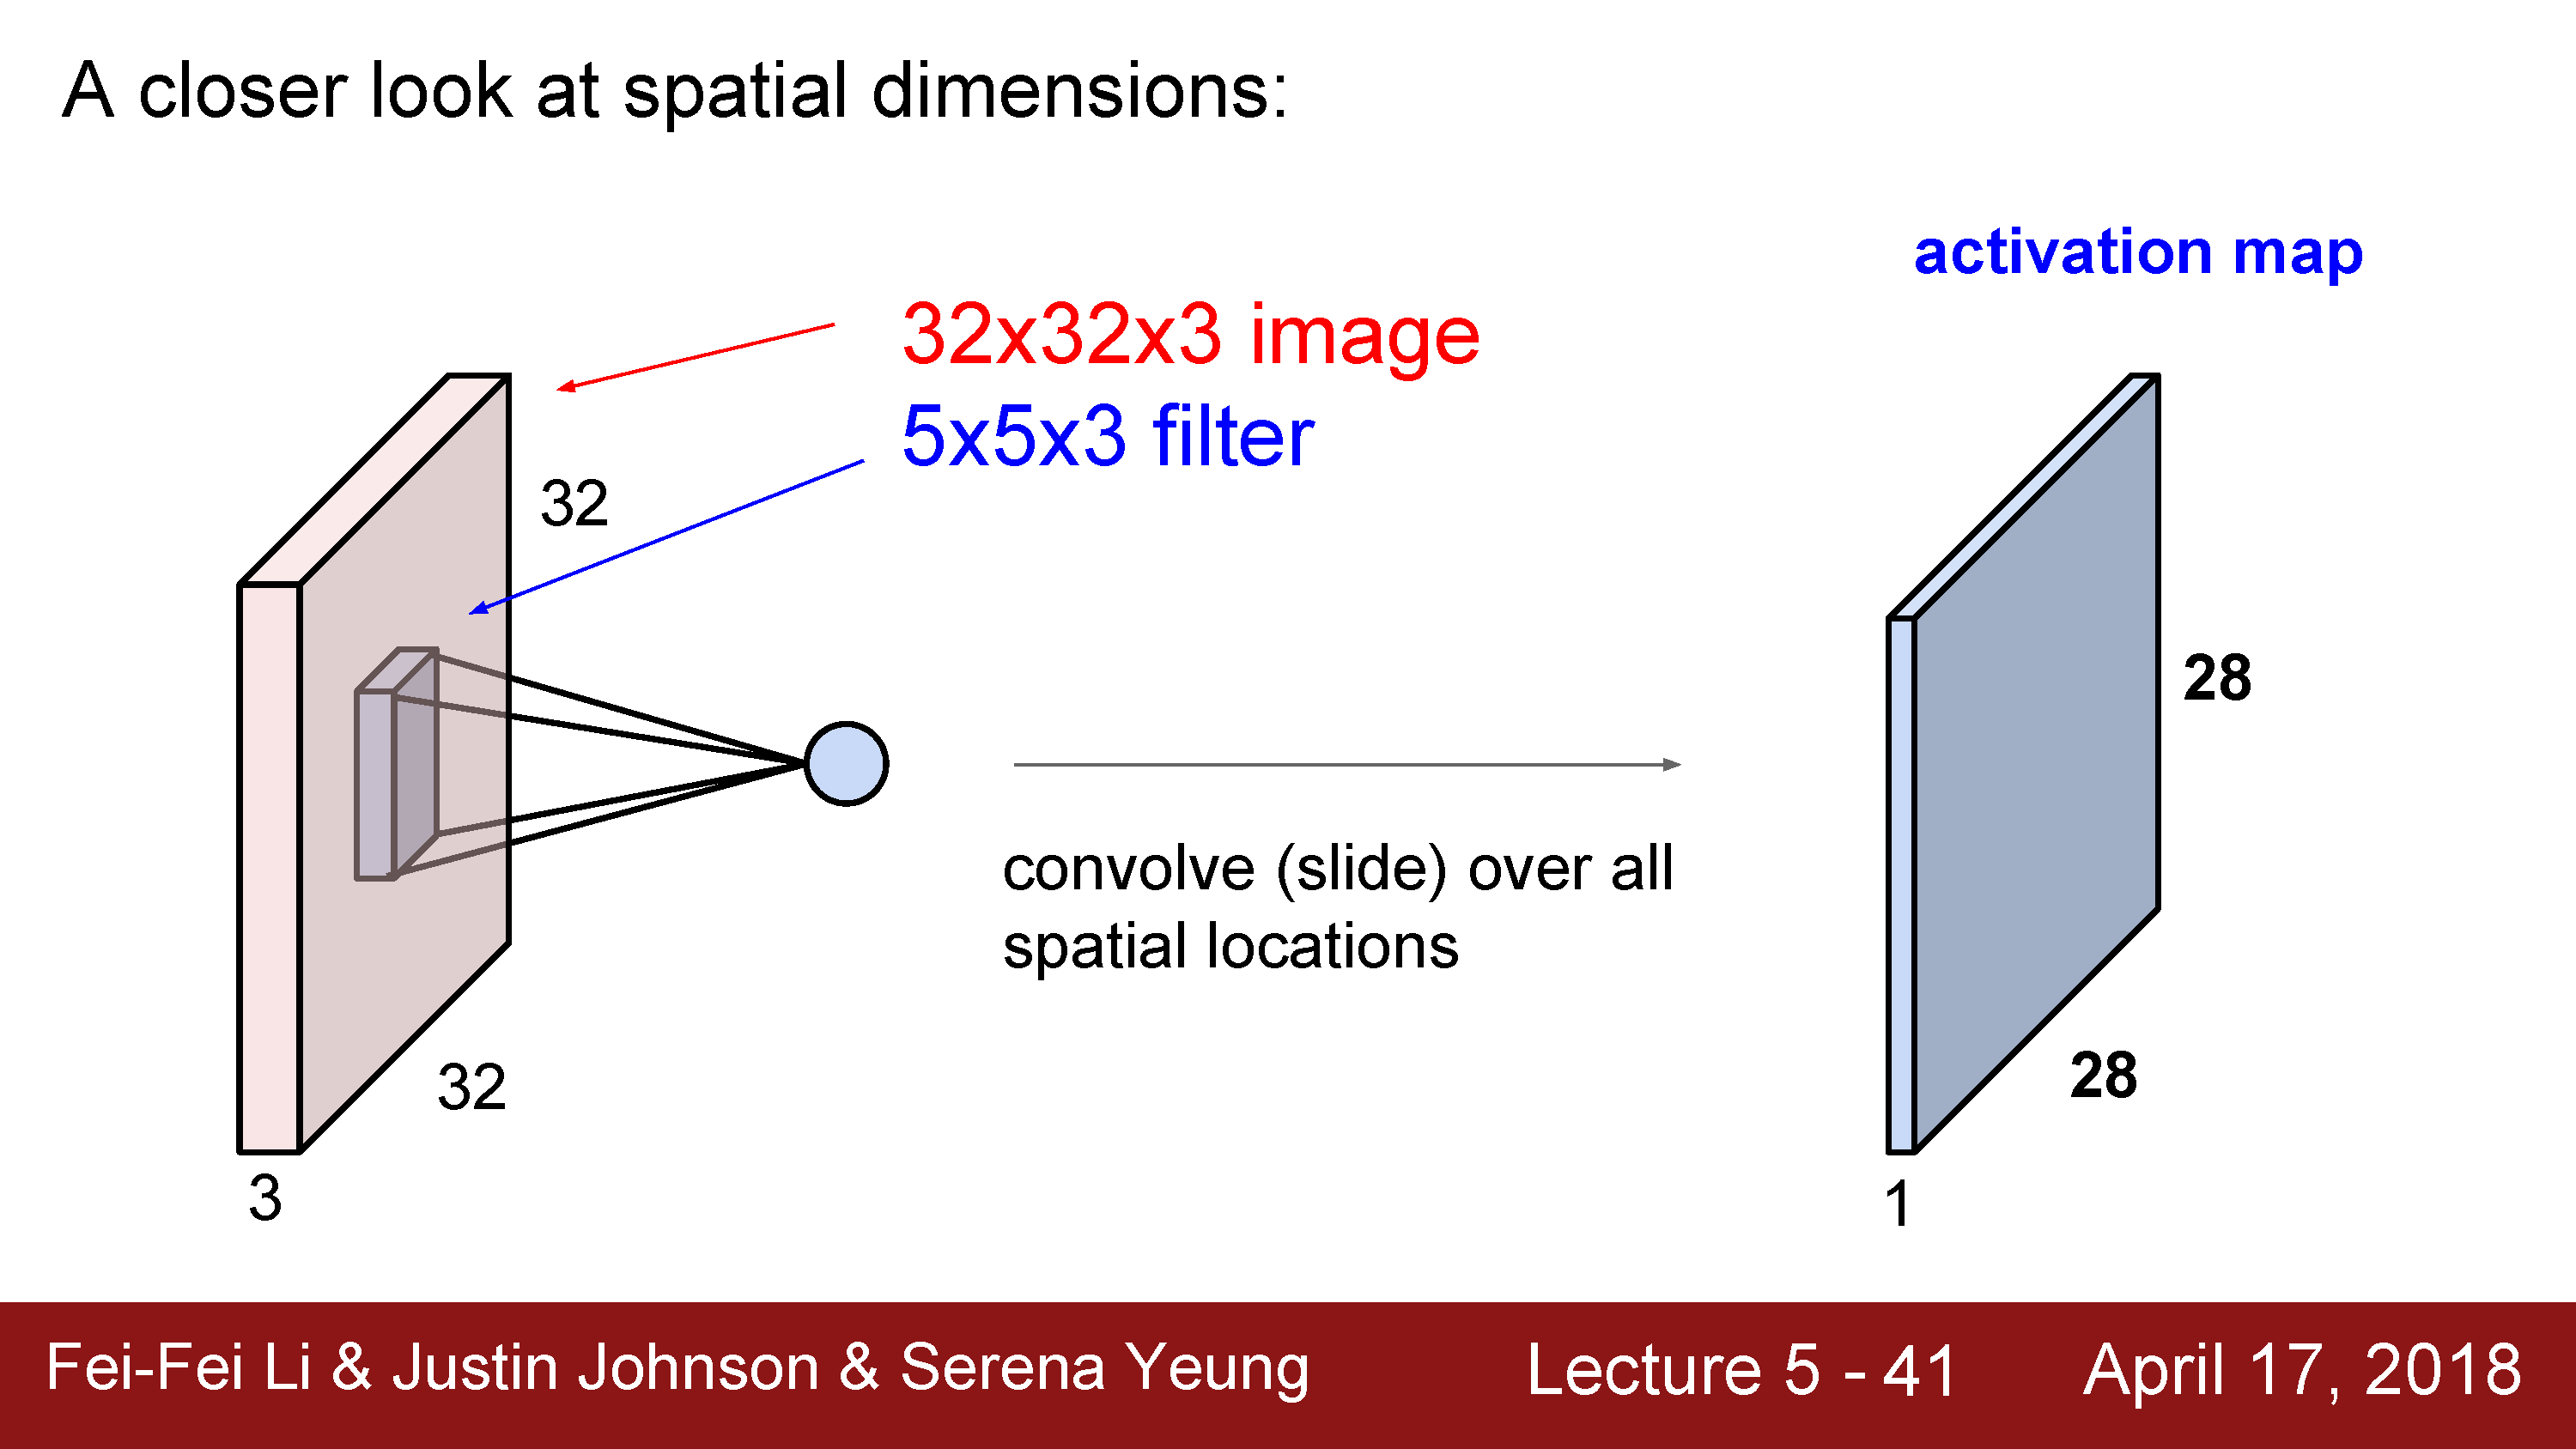 A closer look at spatial dimensions:
activation map
32x32x3 image
5x5x3 filter
32
28
convolve (slide) over all
spatial locations
32
28
3
1
Fei-Fei Li & Justin Johnson & Serena Yeung
Lecture 5 - 41
April 17, 2018